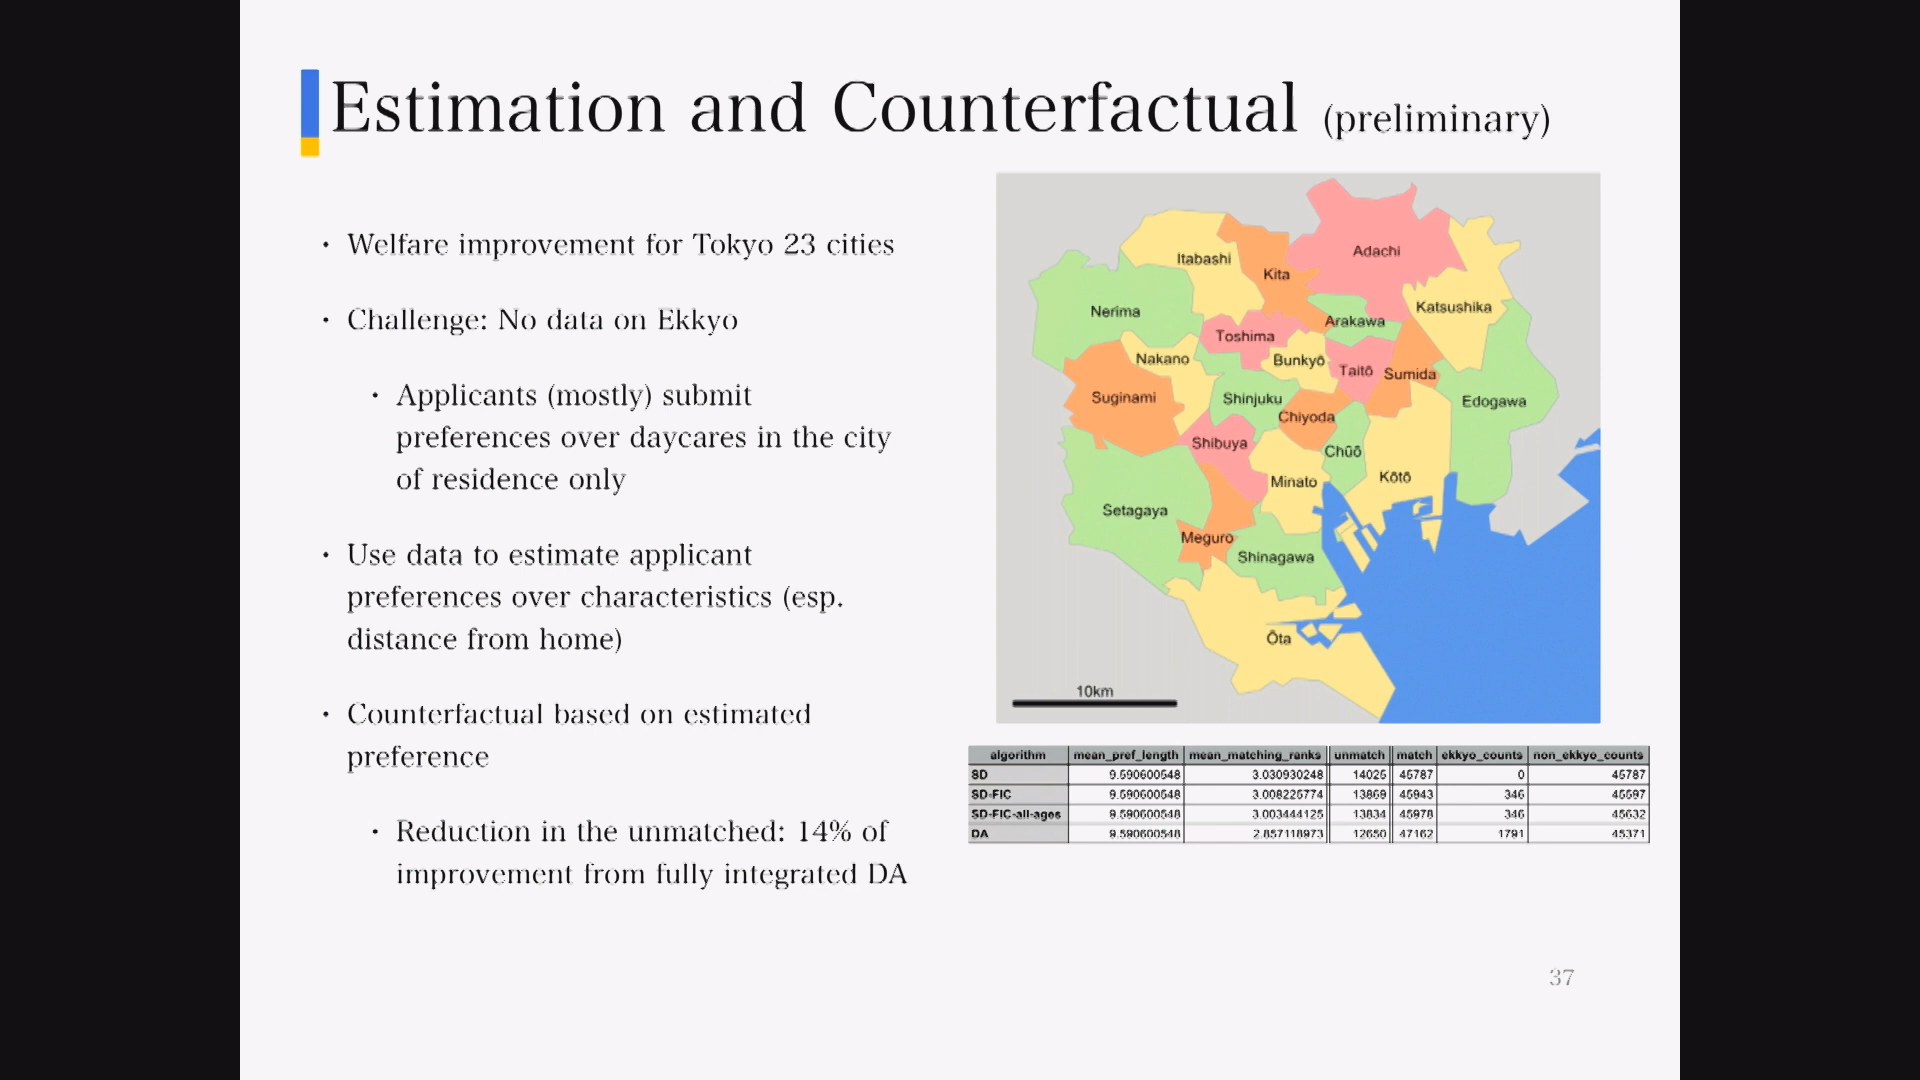 Estimation and Counterfactual (preliminary)
• Welfare improvement for Tokyo 23 cities
• Challenge: No data on Ekkyo
• Applicants (mostly) submit
preferences over daycares in the city
of residence only
• Use data to estimate applicant
preferences over characteristics (esp.
distance from home)
• Counterfactual based on estimated
preference
• Reduction in the unmatched: 14% of
improvement from fully integrated DA
Adachi
Itabashi
Kita
Katsushika
Nerima
Arakawa
Toshima
Nakano
Bunkyō
Taitō
Sumida
Suginami
Shinjuku
Edogawa
Chiyoda
Shibuya
Chūō
Minato
Kōtō
Setagaya
Meguro
Shinagawa
Ōta
10km
algorithm mean_pref_length mean_matching_ranks unmatch match ekkyo_counts non_ekkyo_counts
SD 9.590600548 3.030930248 14025 45787 0 45787
SD-FIC 9.590600548 3.008225774 13869 45943 346 45597
SD-FIC-all-ages 9.590600548 3.003444125 13834 45978 346 45632
DA 9.590600548 2.857118973 12650 47162 1791 45371
37